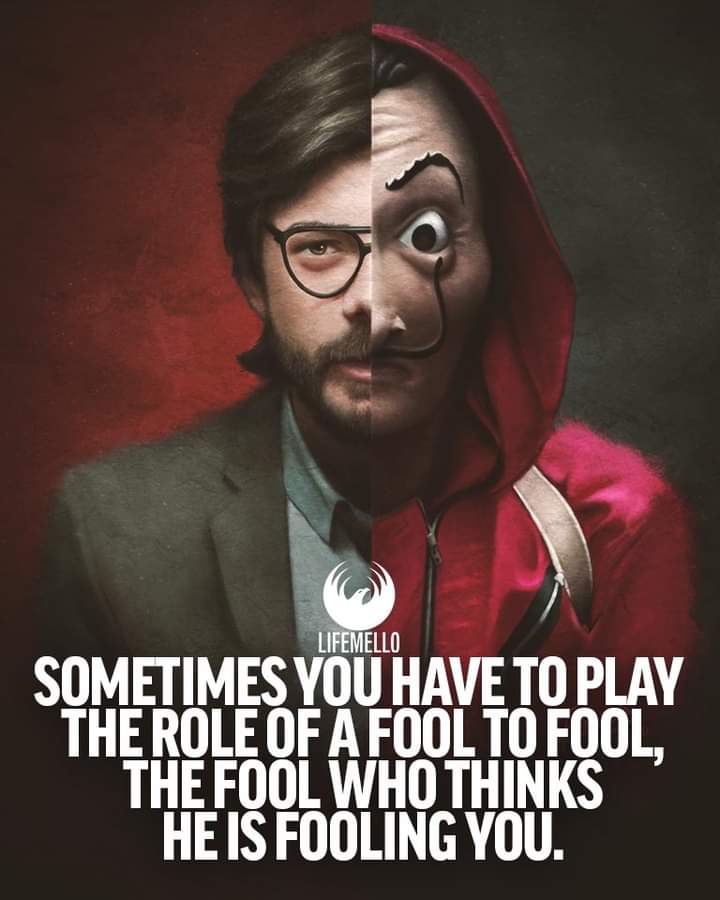 LIFEMELLO
SOMETIMES YOU HAVE TO PLAY
THE ROLE OF A FOOL TO FOOL,
THE FOOL WHO THINKS
HE IS FOOLING YOU.